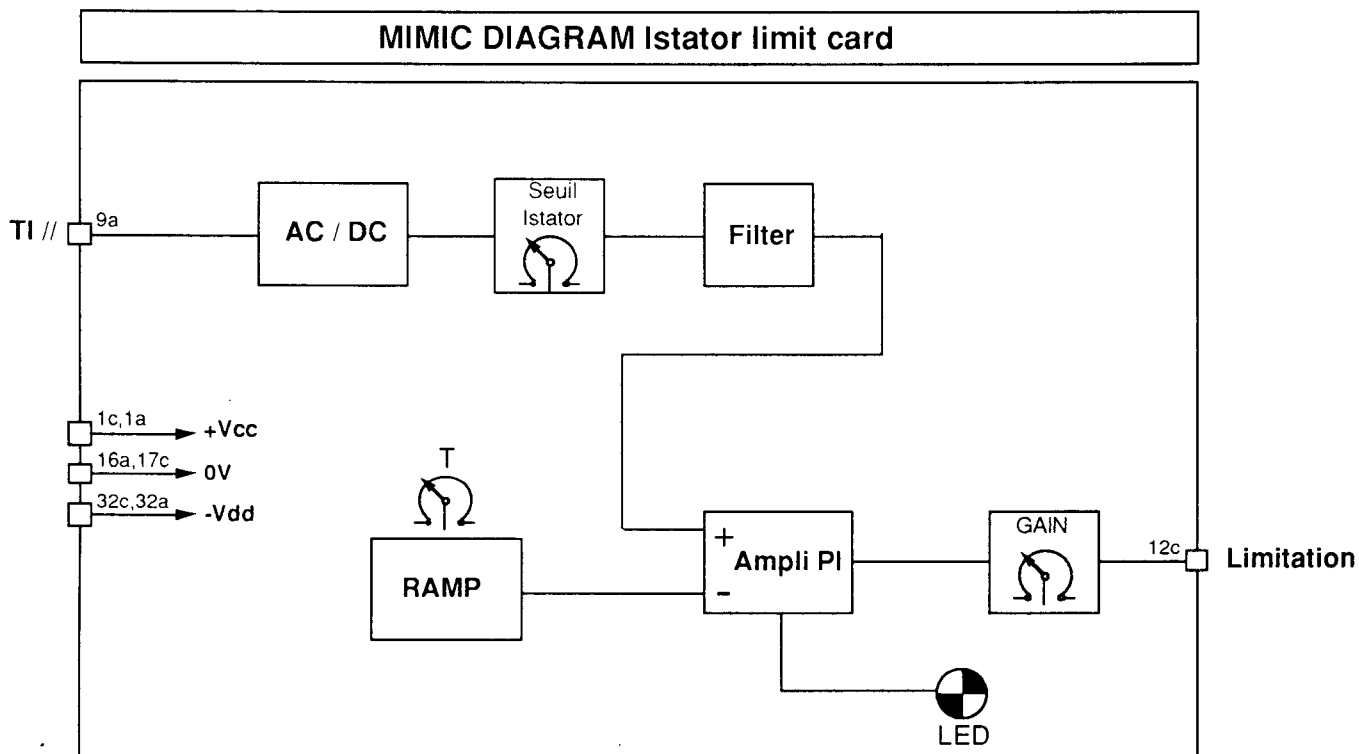 MIMIC DIAGRAM Istator limit card
TI //
9a
AC / DC
Seuil
Istator
Filter
1c,1a
+Vcc
16a,17c
0V
32c,32a
-Vdd
T
RAMP
+
Ampli PI
-
GAIN
12c
Limitation
LED